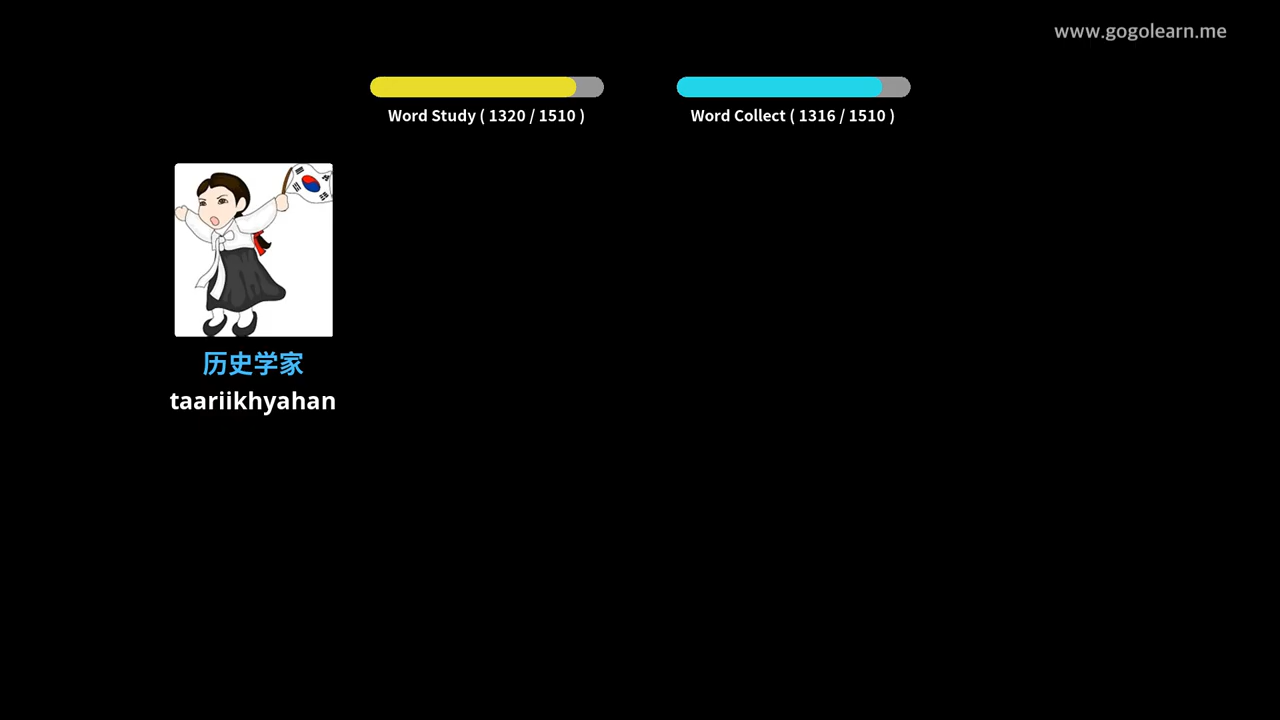 www.gogolearn.me
Word Study ( 1320 / 1510 )
Word Collect ( 1316 / 1510 )
历史学家
taariikhyahan